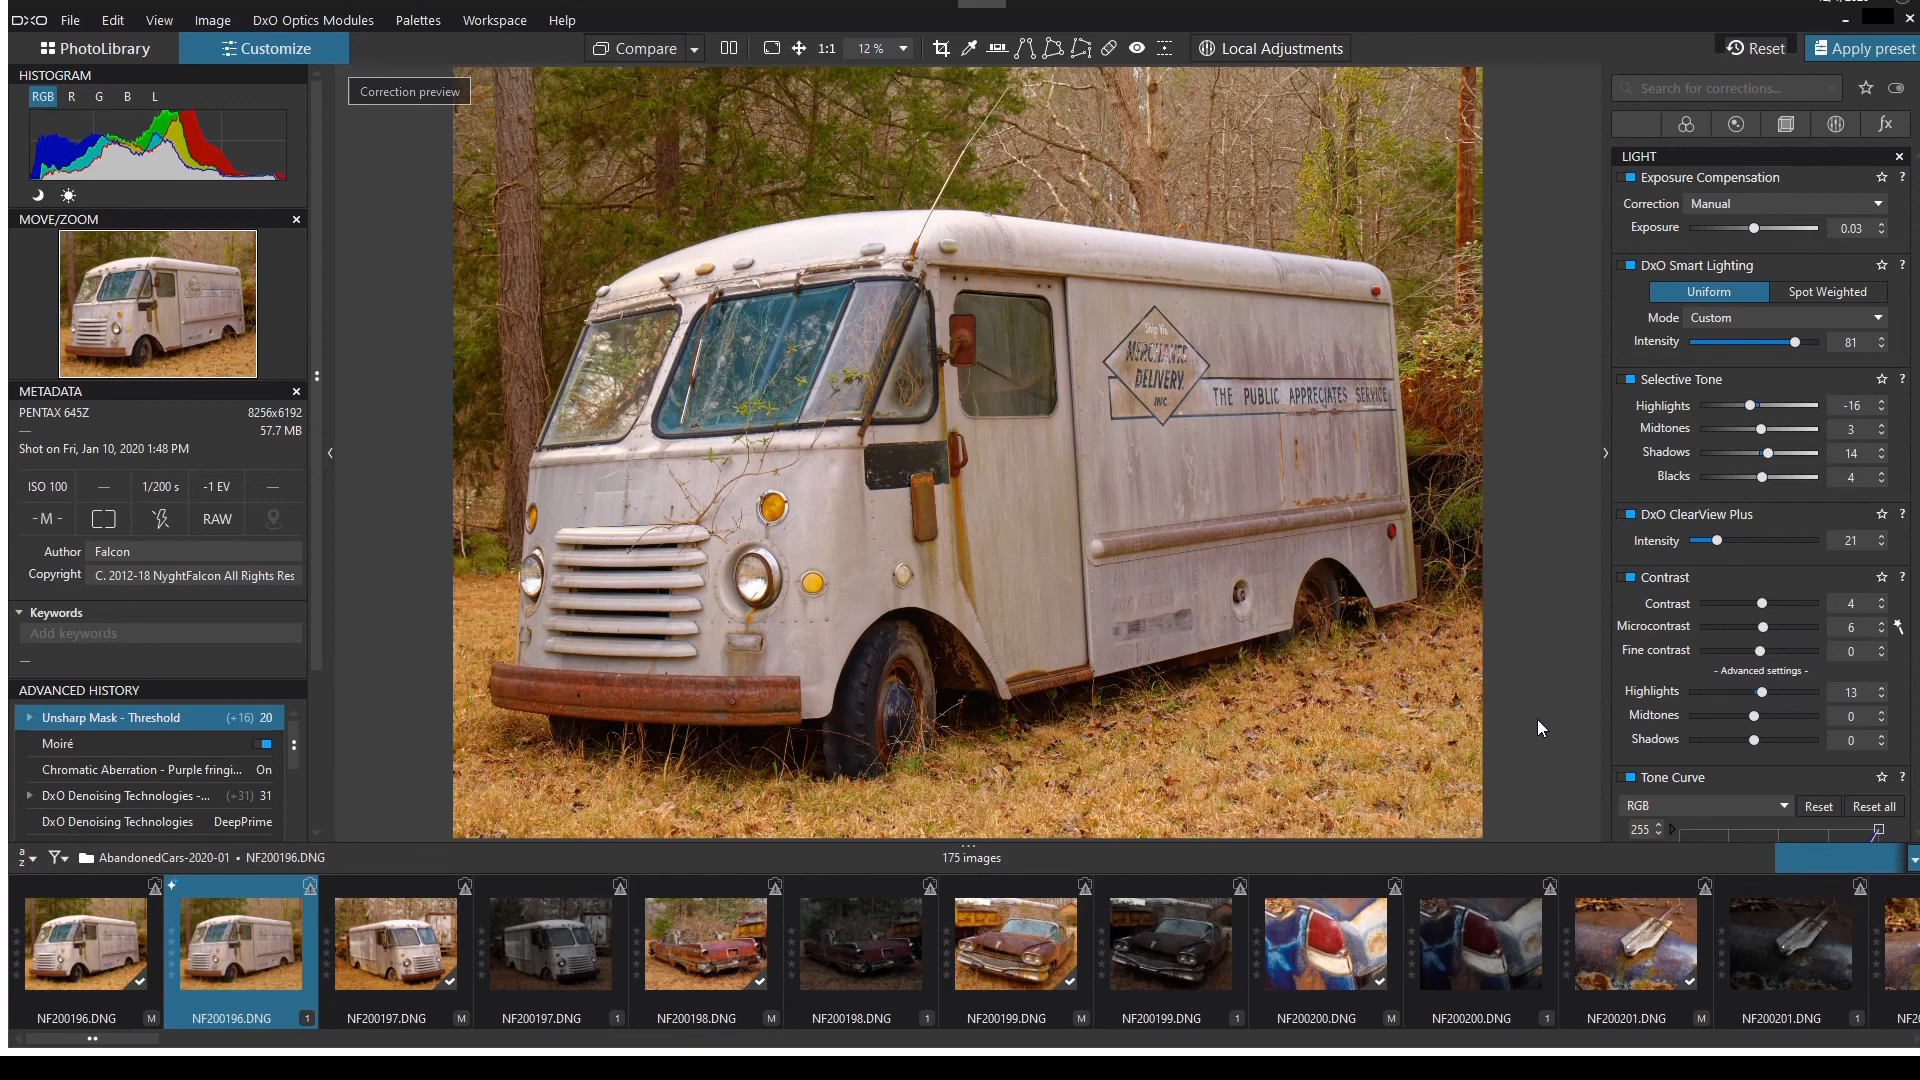 DXO File Edit View Image DxO Optics Modules Palettes Workspace Help
PhotoLibrary Customize Compare 1:1 12 % Local Adjustments Reset Apply preset
HISTOGRAM
RGB R G B L
MOVE/ZOOM
METADATA
PENTAX 645Z 8256x6192
— 57.7 MB
Shot on Fri, Jan 10, 2020 1:48 PM
ISO 100 — 1/200 s -1 EV —
- M - RAW
Author Falcon
Copyright C. 2012-18 NyghtFalcon All Rights Res
Keywords
Add keywords
—
ADVANCED HISTORY
Unsharp Mask - Threshold (+16) 20
Moiré
Chromatic Aberration - Purple fringi... On
DxO Denoising Technologies -... (+31) 31
DxO Denoising Technologies DeepPrime
Correction preview
Ship Via
MERCHANTS
DELIVERY.
INC.
THE PUBLIC APPRECIATES SERVICE
Search for corrections...
fx
LIGHT
Exposure Compensation ?
Correction Manual
Exposure 0.03
DxO Smart Lighting ?
Uniform Spot Weighted
Mode Custom
Intensity 81
Selective Tone ?
Highlights -16
Midtones 3
Shadows 14
Blacks 4
DxO ClearView Plus ?
Intensity 21
Contrast ?
Contrast 4
Microcontrast 6
Fine contrast 0
- Advanced settings -
Highlights 13
Midtones 0
Shadows 0
Tone Curve ?
RGB Reset Reset all
255
a
z
AbandonedCars-2020-01 • NF200196.DNG 175 images
NF200196.DNG M NF200196.DNG 1 NF200197.DNG M NF200197.DNG 1 NF200198.DNG M NF200198.DNG 1 NF200199.DNG M NF200199.DNG 1 NF200200.DNG M NF200200.DNG 1 NF200201.DNG M NF200201.DNG 1 NF20